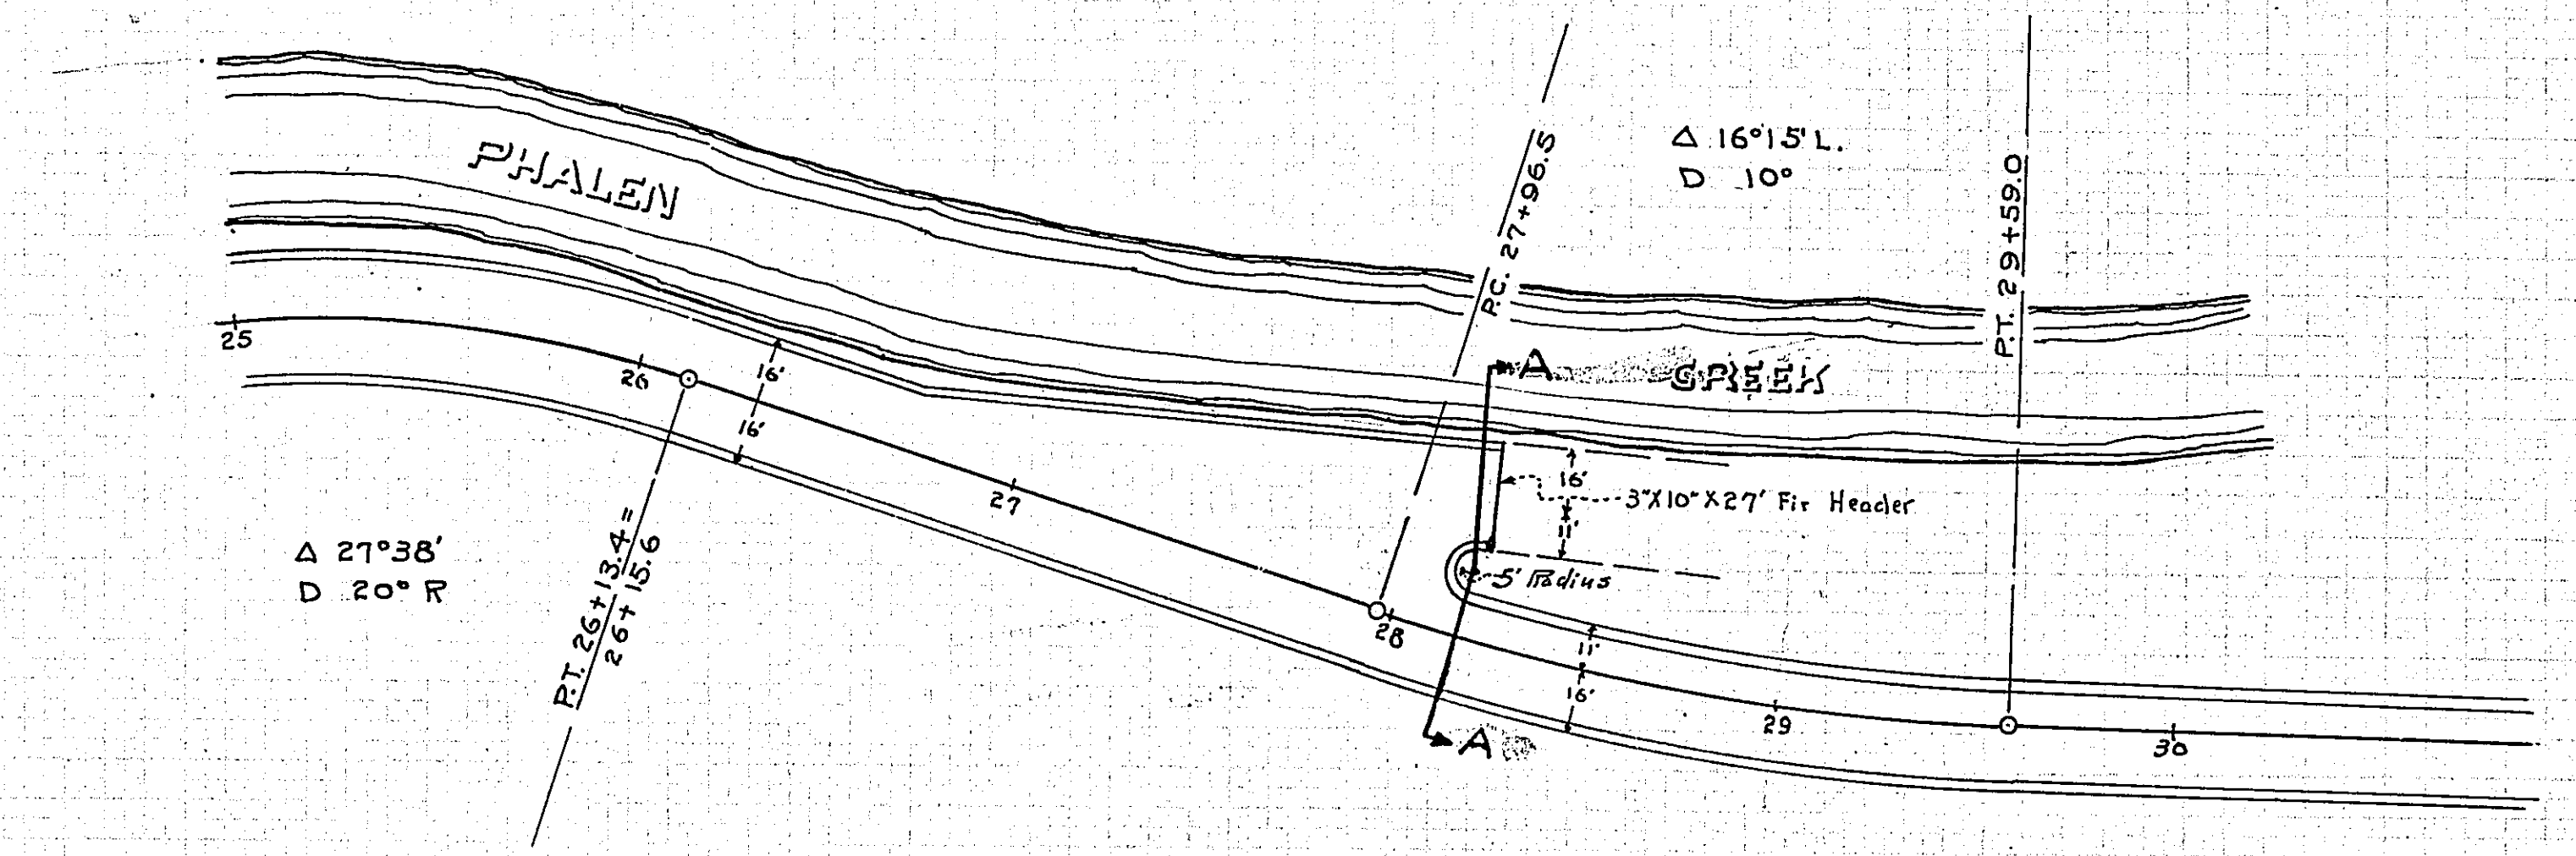 PHALEN
CREEK
Δ 16°15' L.
D 10°
P.C. 27+96.5
P.T. 29+59.0
25
26
16'
16'
27
A
16'
3"X10"X27' Fir Header
11'
5' Radius
28
11'
16'
A
29
30
Δ 27°38'
D 20° R
P.T. 26+13.4=
26+15.6